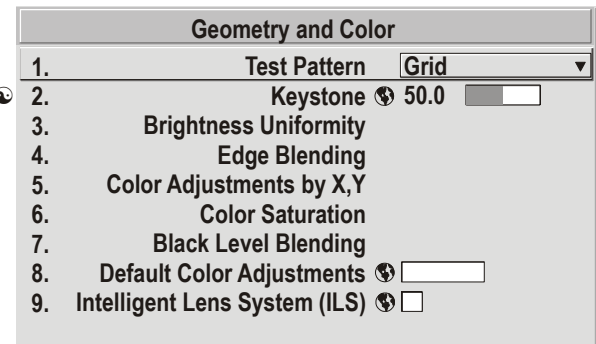 Geometry and Color
1. Test Pattern Grid
2. Keystone 50.0
3. Brightness Uniformity
4. Edge Blending
5. Color Adjustments by X,Y
6. Color Saturation
7. Black Level Blending
8. Default Color Adjustments
9. Intelligent Lens System (ILS)